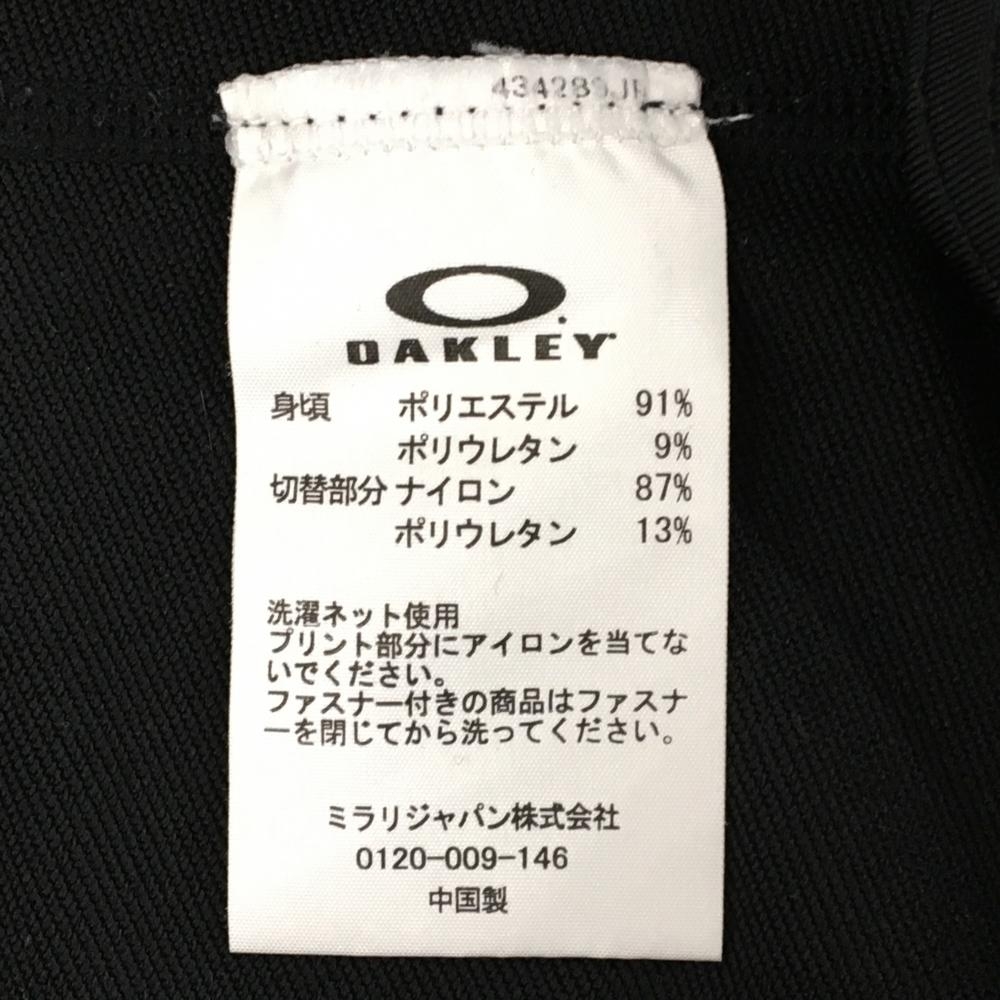 OAKLEY
身頃 ポリエステル 91%
ポリウレタン 9%
切替部分 ナイロン 87%
ポリウレタン 13%
洗濯ネット使用
プリント部分にアイロンを当てな
いでください。
ファスナー付きの商品はファスナ
ーを閉じてから洗ってください。
ミラリジャパン株式会社
0120-009-146
中国製